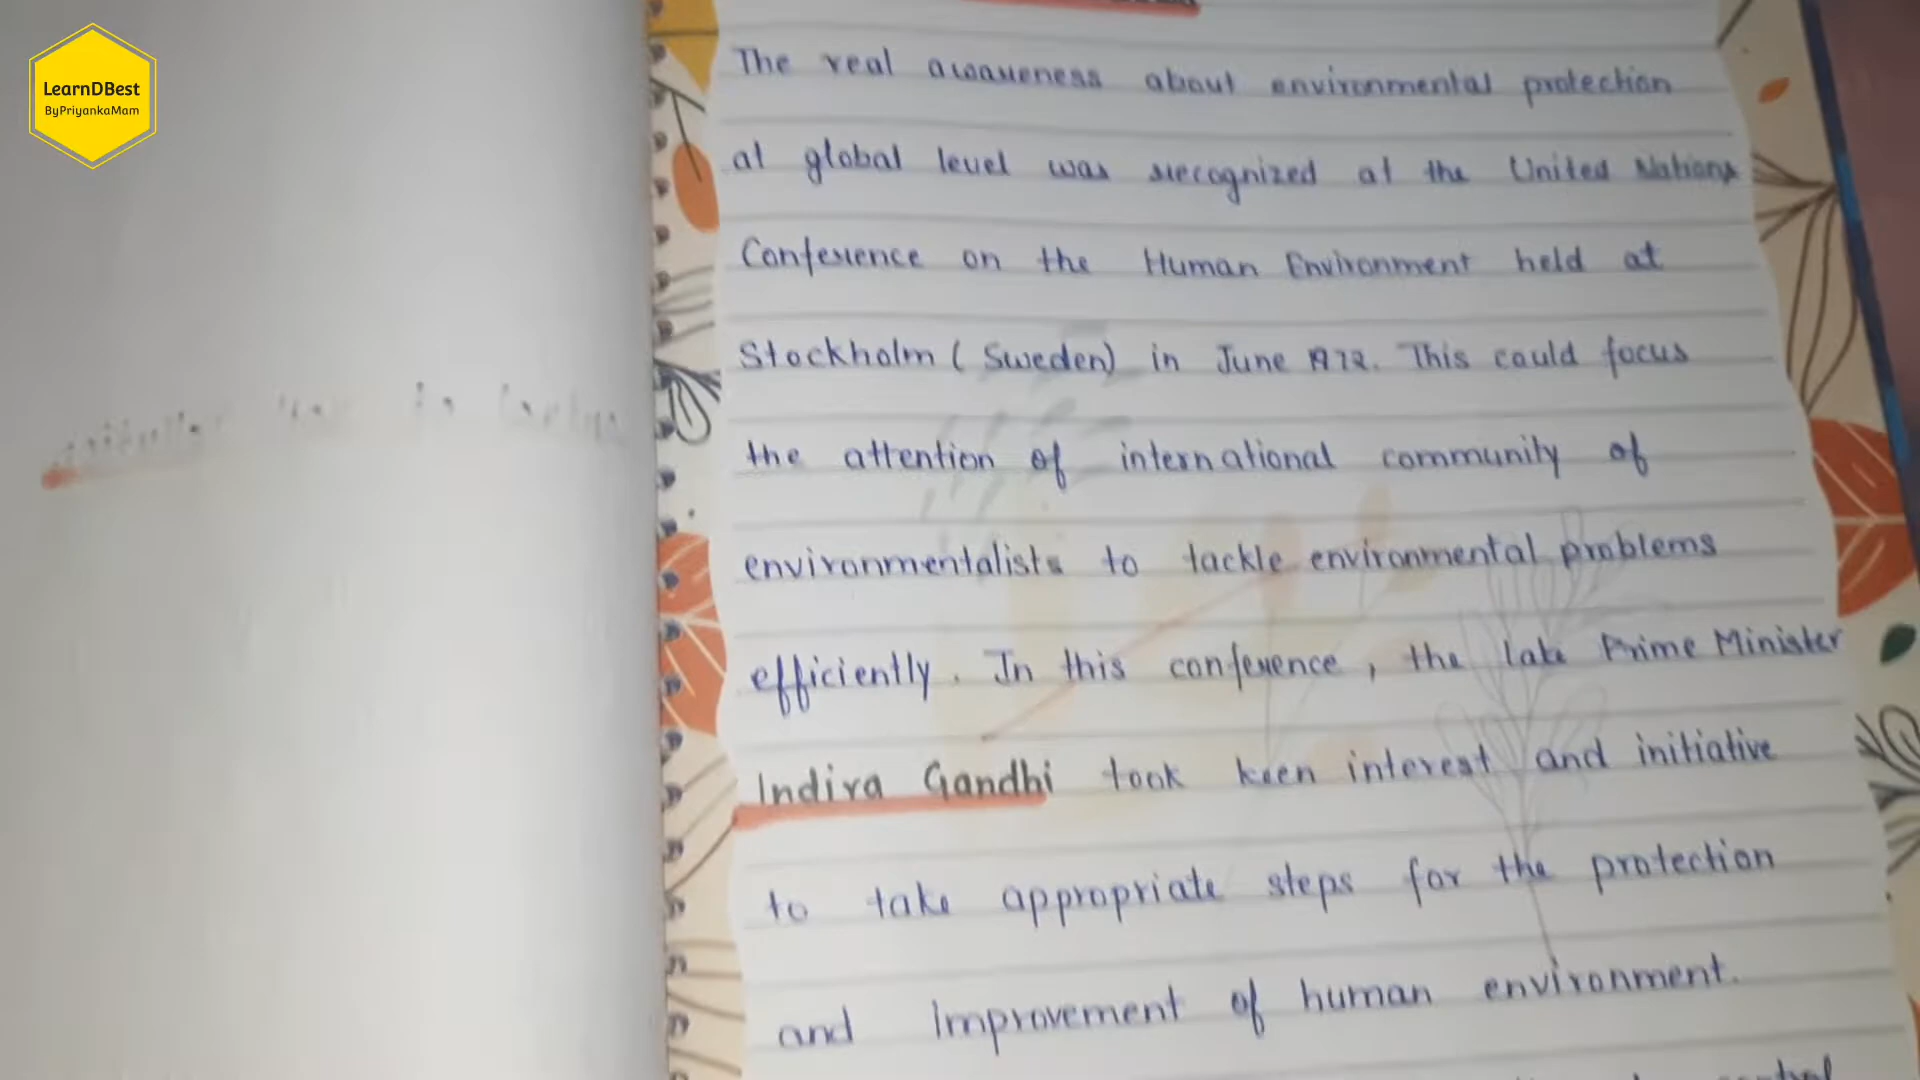 LearnDBest
ByPriyankaMam
The real awareness about environmental protection
at global level was recognized at the United Nations
Conference on the Human Environment held at
Stockholm ( Sweden) in June 1972. This could focus
the attention of international community of
environmentalists to tackle environmental problems
efficiently. In this conference, the late Prime Minister
Indira Gandhi took keen interest and initiative
to take appropriate steps for the protection
and improvement of human environment.